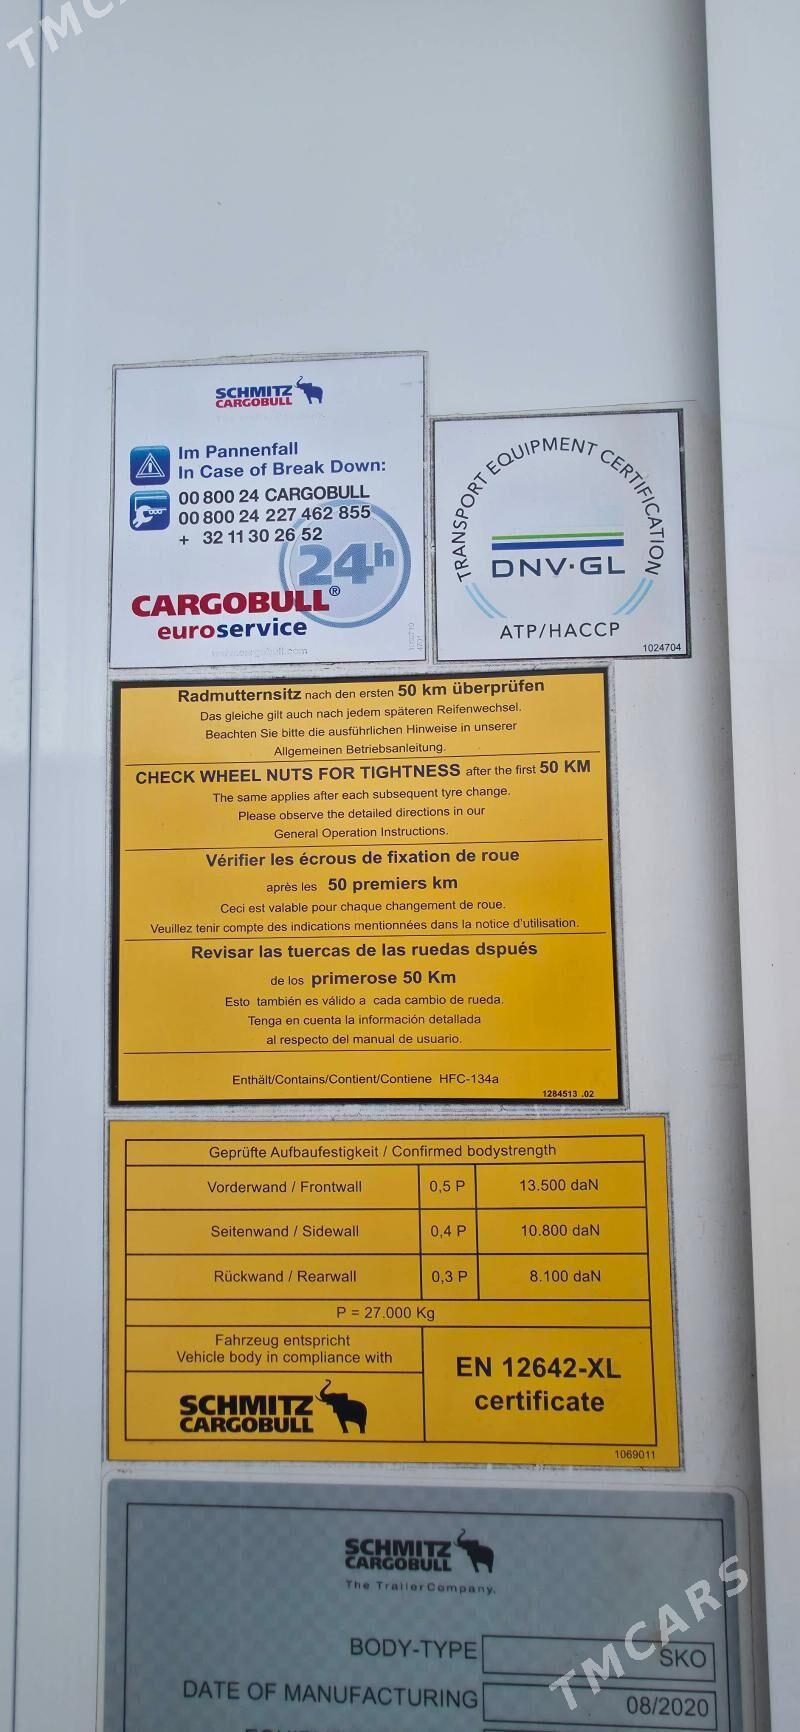 TMCARS
SCHMITZ
CARGOBULL
Im Pannenfall
In Case of Break Down:
00 800 24 CARGOBULL
00 800 24 227 462 855
+ 32 11 30 26 52
24h
CARGOBULL®
euroservice
www.cargobull.com
TRANSPORT EQUIPMENT CERTIFICATION
DNV·GL
ATP/HACCP
1024704
Radmutternsitz nach den ersten 50 km überprüfen
Das gleiche gilt auch nach jedem späteren Reifenwechsel.
Beachten Sie bitte die ausführlichen Hinweise in unserer
Allgemeinen Betriebsanleitung.
CHECK WHEEL NUTS FOR TIGHTNESS after the first 50 KM
The same applies after each subsequent tyre change.
Please observe the detailed directions in our
General Operation Instructions.
Vérifier les écrous de fixation de roue
après les 50 premiers km
Ceci est valable pour chaque changement de roue.
Veuillez tenir compte des indications mentionnées dans la notice d'utilisation.
Revisar las tuercas de las ruedas dspués
de los primerose 50 Km
Esto también es válido a cada cambio de rueda.
Tenga en cuenta la información detallada
al respecto del manual de usuario.
Enthält/Contains/Contient/Contiene HFC-134a
1284513 .02
Geprüfte Aufbaufestigkeit / Confirmed bodystrength
Vorderwand / Frontwall 0,5 P 13.500 daN
Seitenwand / Sidewall 0,4 P 10.800 daN
Rückwand / Rearwall 0,3 P 8.100 daN
P = 27.000 Kg
Fahrzeug entspricht
Vehicle body in compliance with
EN 12642-XL
certificate
SCHMITZ
CARGOBULL
1069011
SCHMITZ
CARGOBULL
The Trailer Company.
BODY-TYPE SKO
DATE OF MANUFACTURING 08/2020
TMCARS